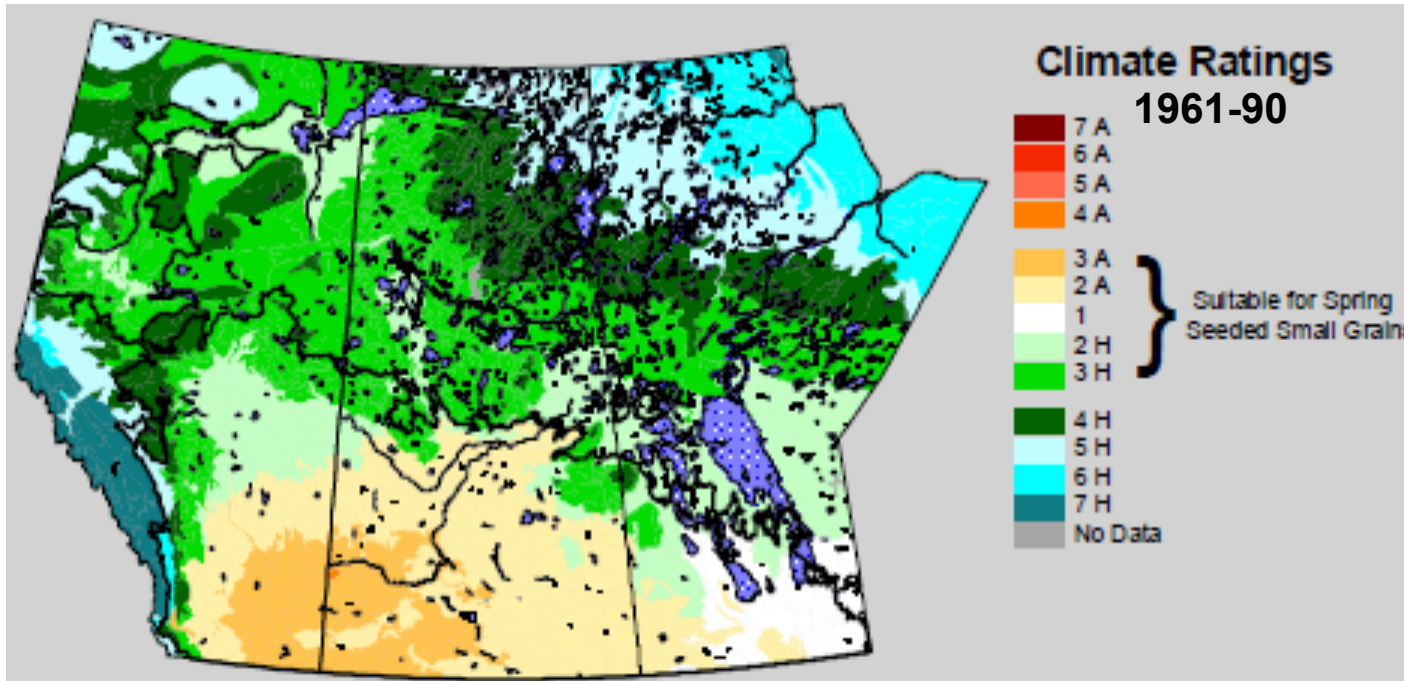 Climate Ratings
1961-90
7 A
6 A
5 A
4 A
3 A
2 A
1
2 H
3 H
Suitable for Spring
Seeded Small Grains
4 H
5 H
6 H
7 H
No Data